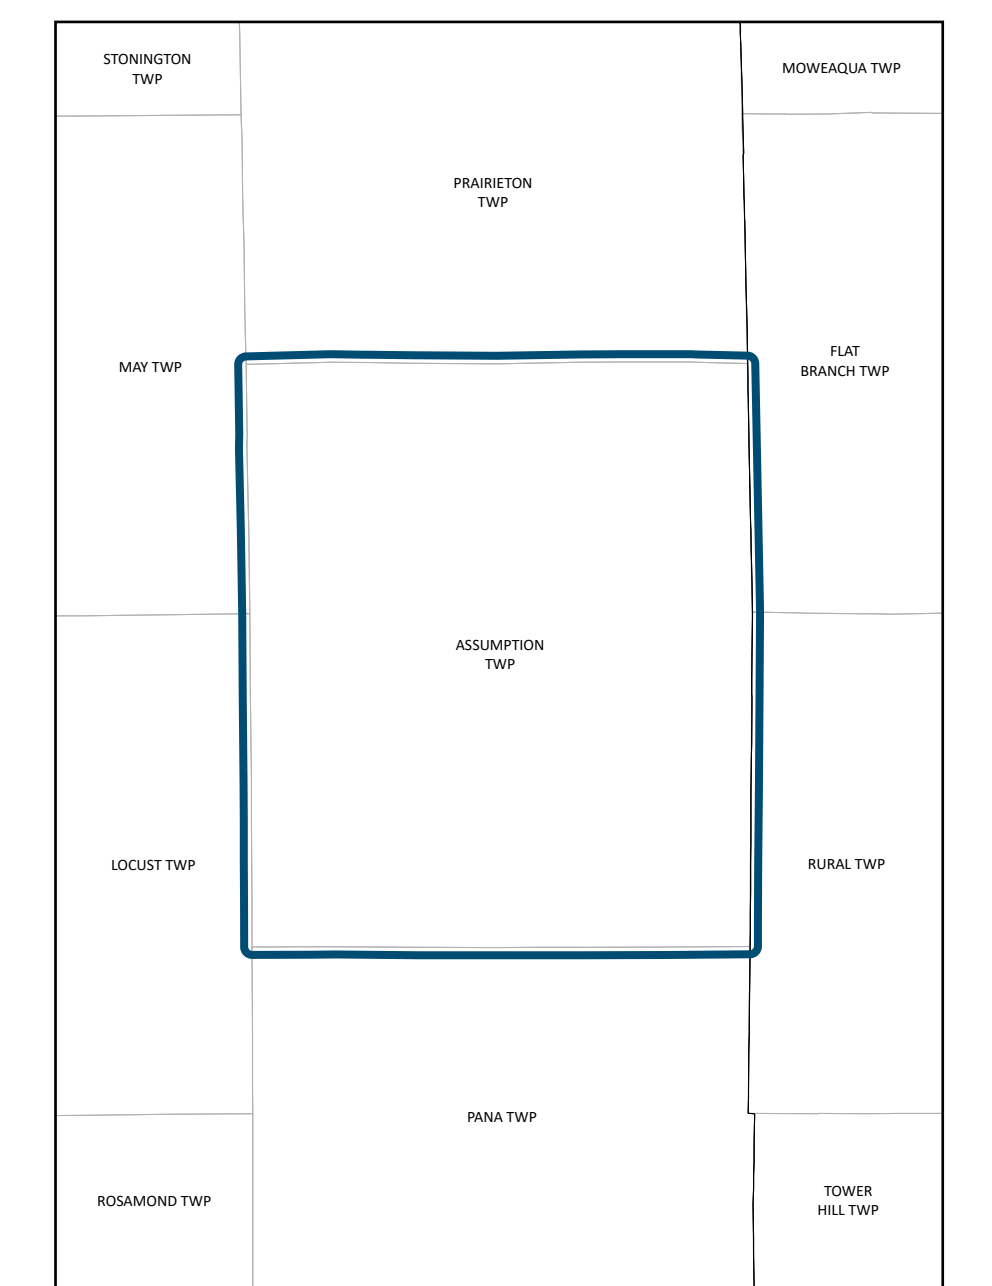 STONINGTON
TWP
MOWEAQUA TWP
PRAIRIETON
TWP
MAY TWP
FLAT
BRANCH TWP
ASSUMPTION
TWP
LOCUST TWP
RURAL TWP
PANA TWP
ROSAMOND TWP
TOWER
HILL TWP